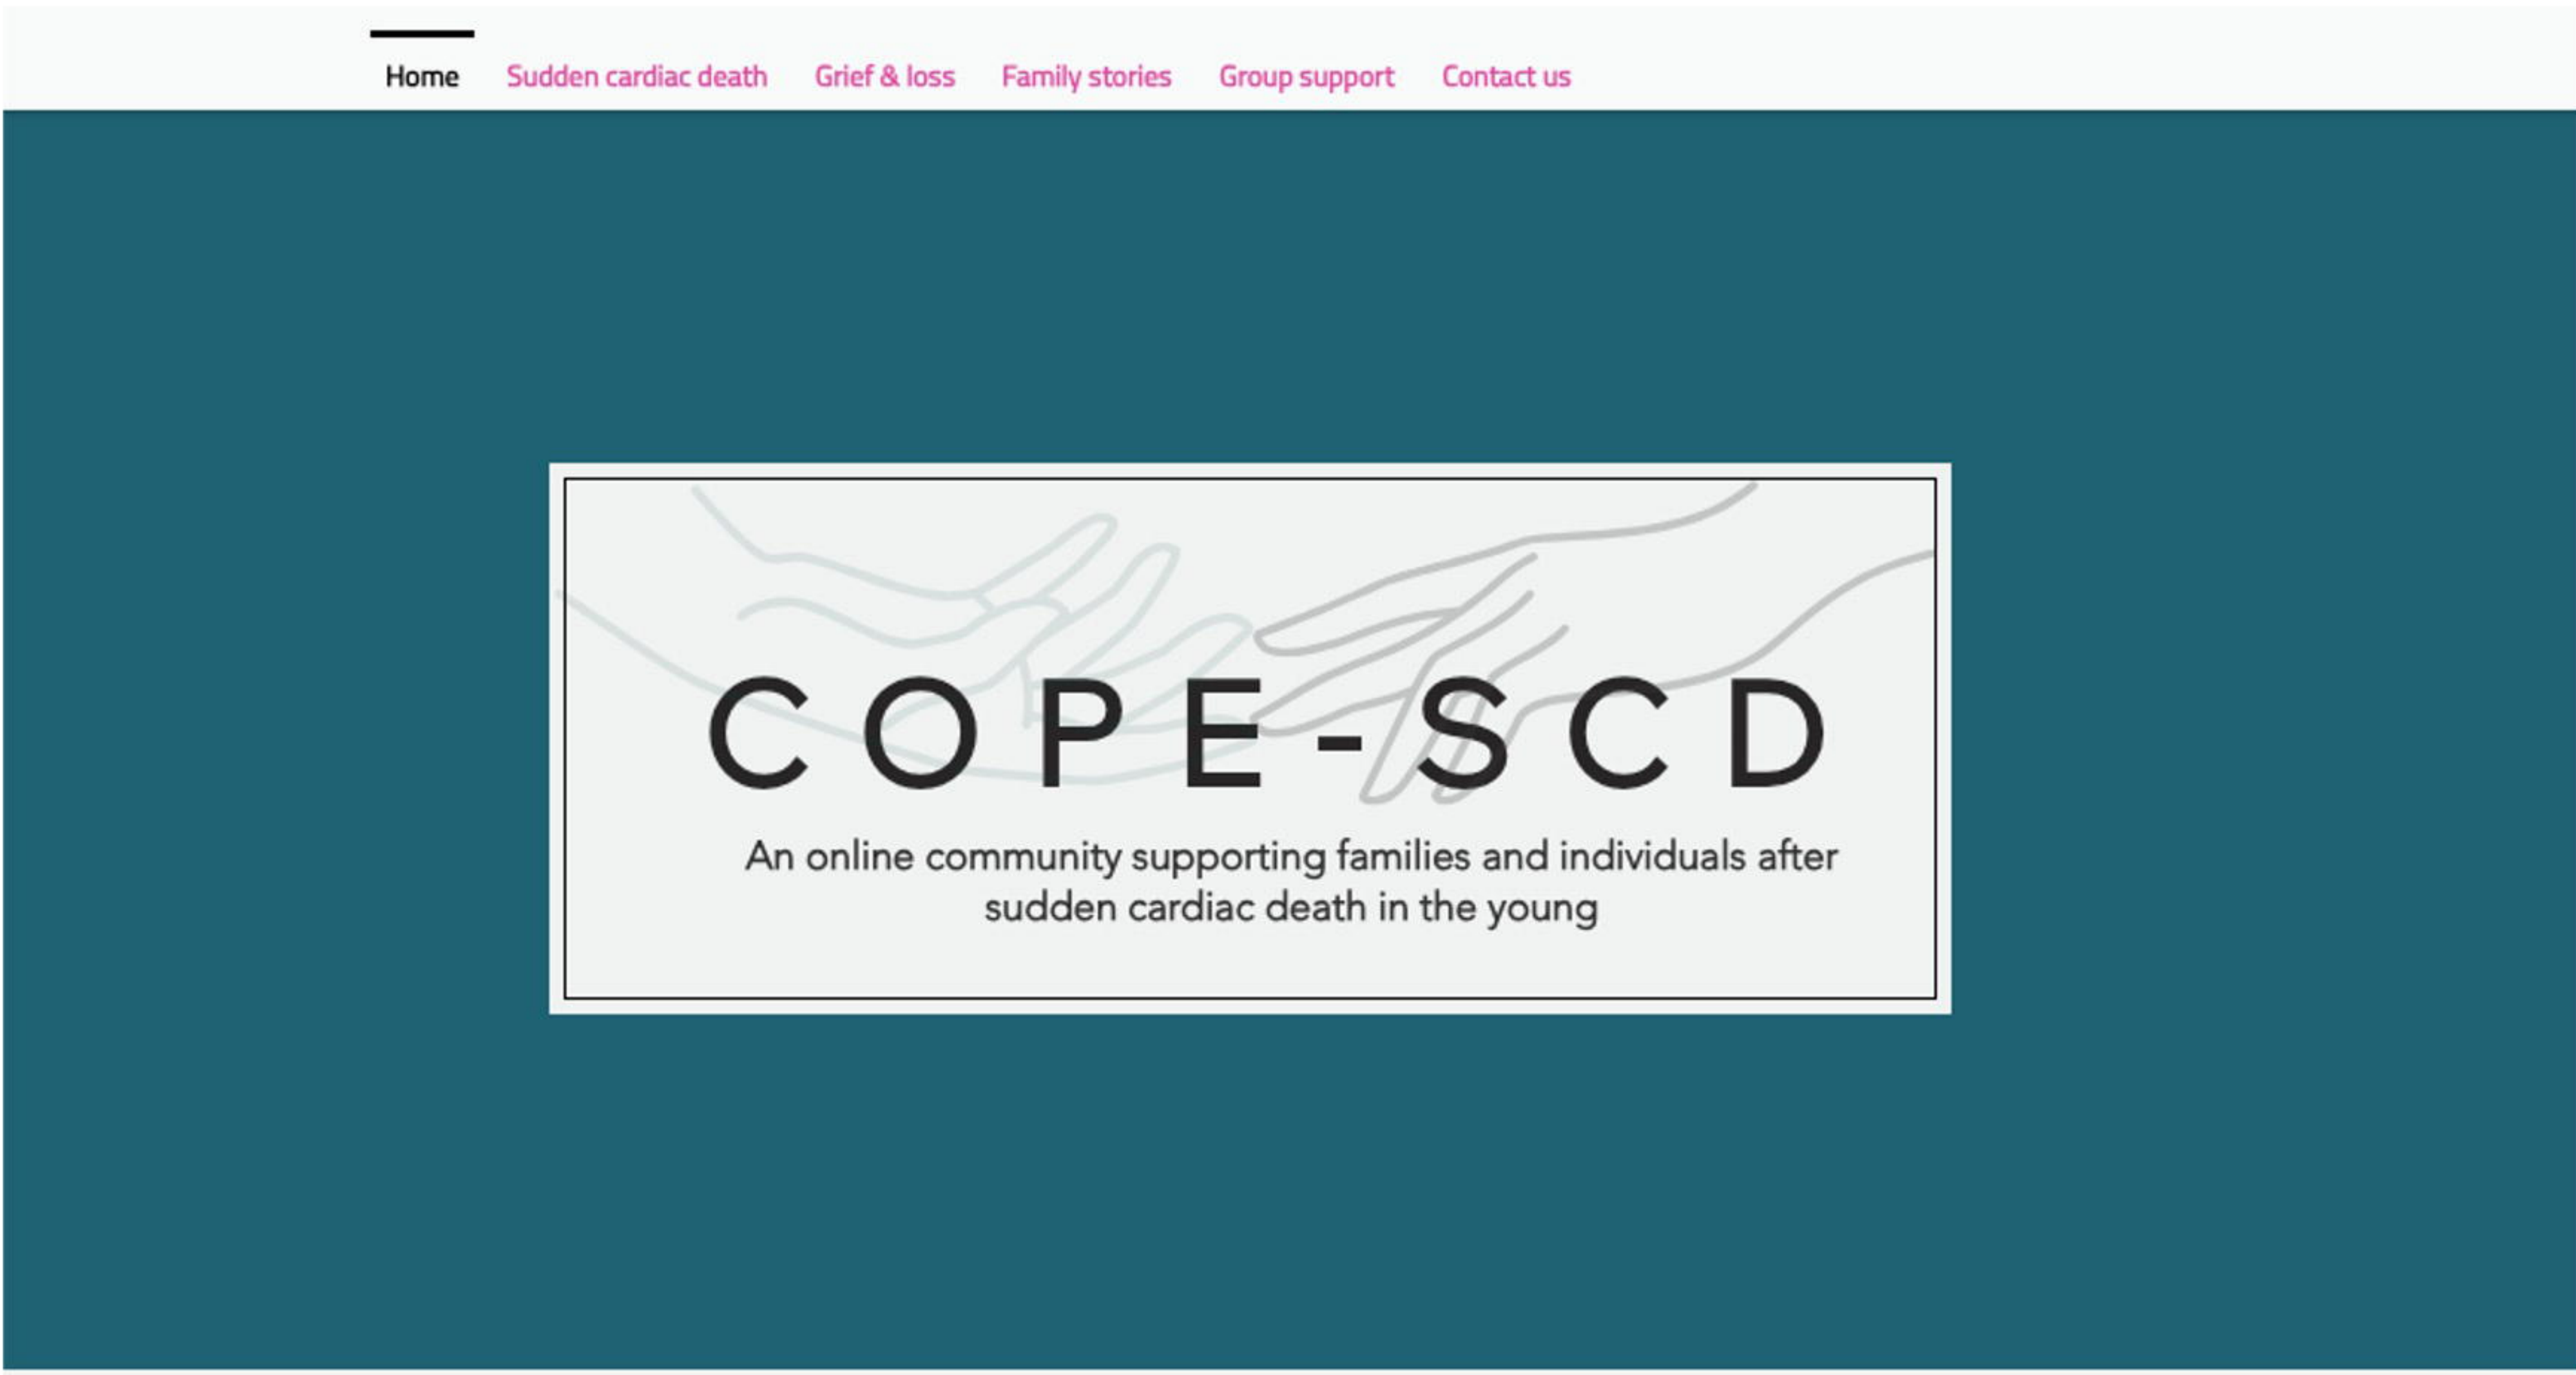 Home Sudden cardiac death Grief & loss Family stories Group support Contact us
COPE-SCD
An online community supporting families and individuals after
sudden cardiac death in the young